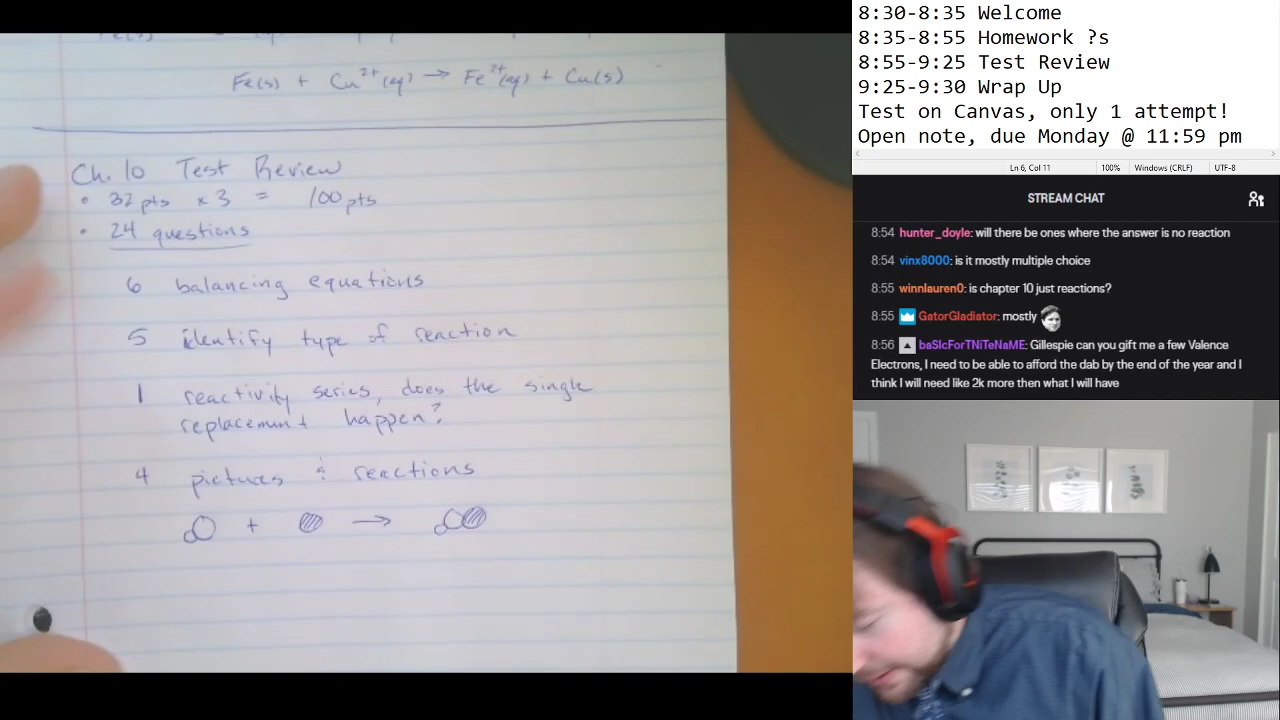 Fe(s) + Cu²⁺(aq) → Fe²⁺(aq) + Cu(s)
Ch. 10 Test Review
• 32 pts x 3 = 100 pts
• 24 questions
6 balancing equations
5 identify type of reaction
1 reactivity series, does the single
replacement happen?
4 pictures & reactions
+ →
8:30-8:35 Welcome
8:35-8:55 Homework ?s
8:55-9:25 Test Review
9:25-9:30 Wrap Up
Test on Canvas, only 1 attempt!
Open note, due Monday @ 11:59 pm
Ln 6, Col 11 100% Windows (CRLF) UTF-8
STREAM CHAT
8:54 hunter_doyle: will there be ones where the answer is no reaction
8:54 vinx8000: is it mostly multiple choice
8:55 winnlauren0: is chapter 10 just reactions?
8:55 GatorGladiator: mostly
8:56 baSIcForTNiTeNaME: Gillespie can you gift me a few Valence
Electrons, I need to be able to afford the dab by the end of the year and I
think I will need like 2k more then what I will have